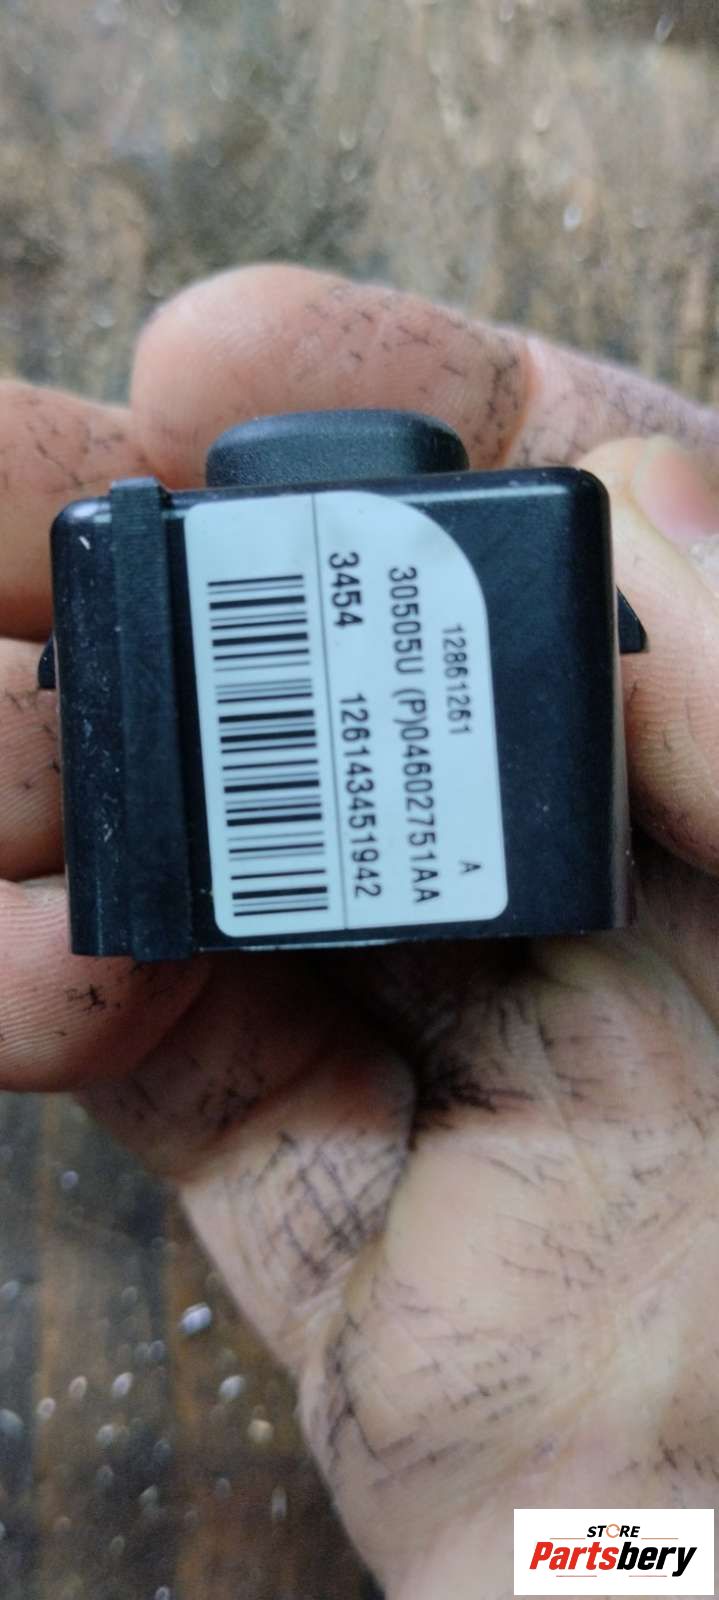 12861261 A
30505U (P)04602751AA
3454 126143451942
STORE
Partsbery